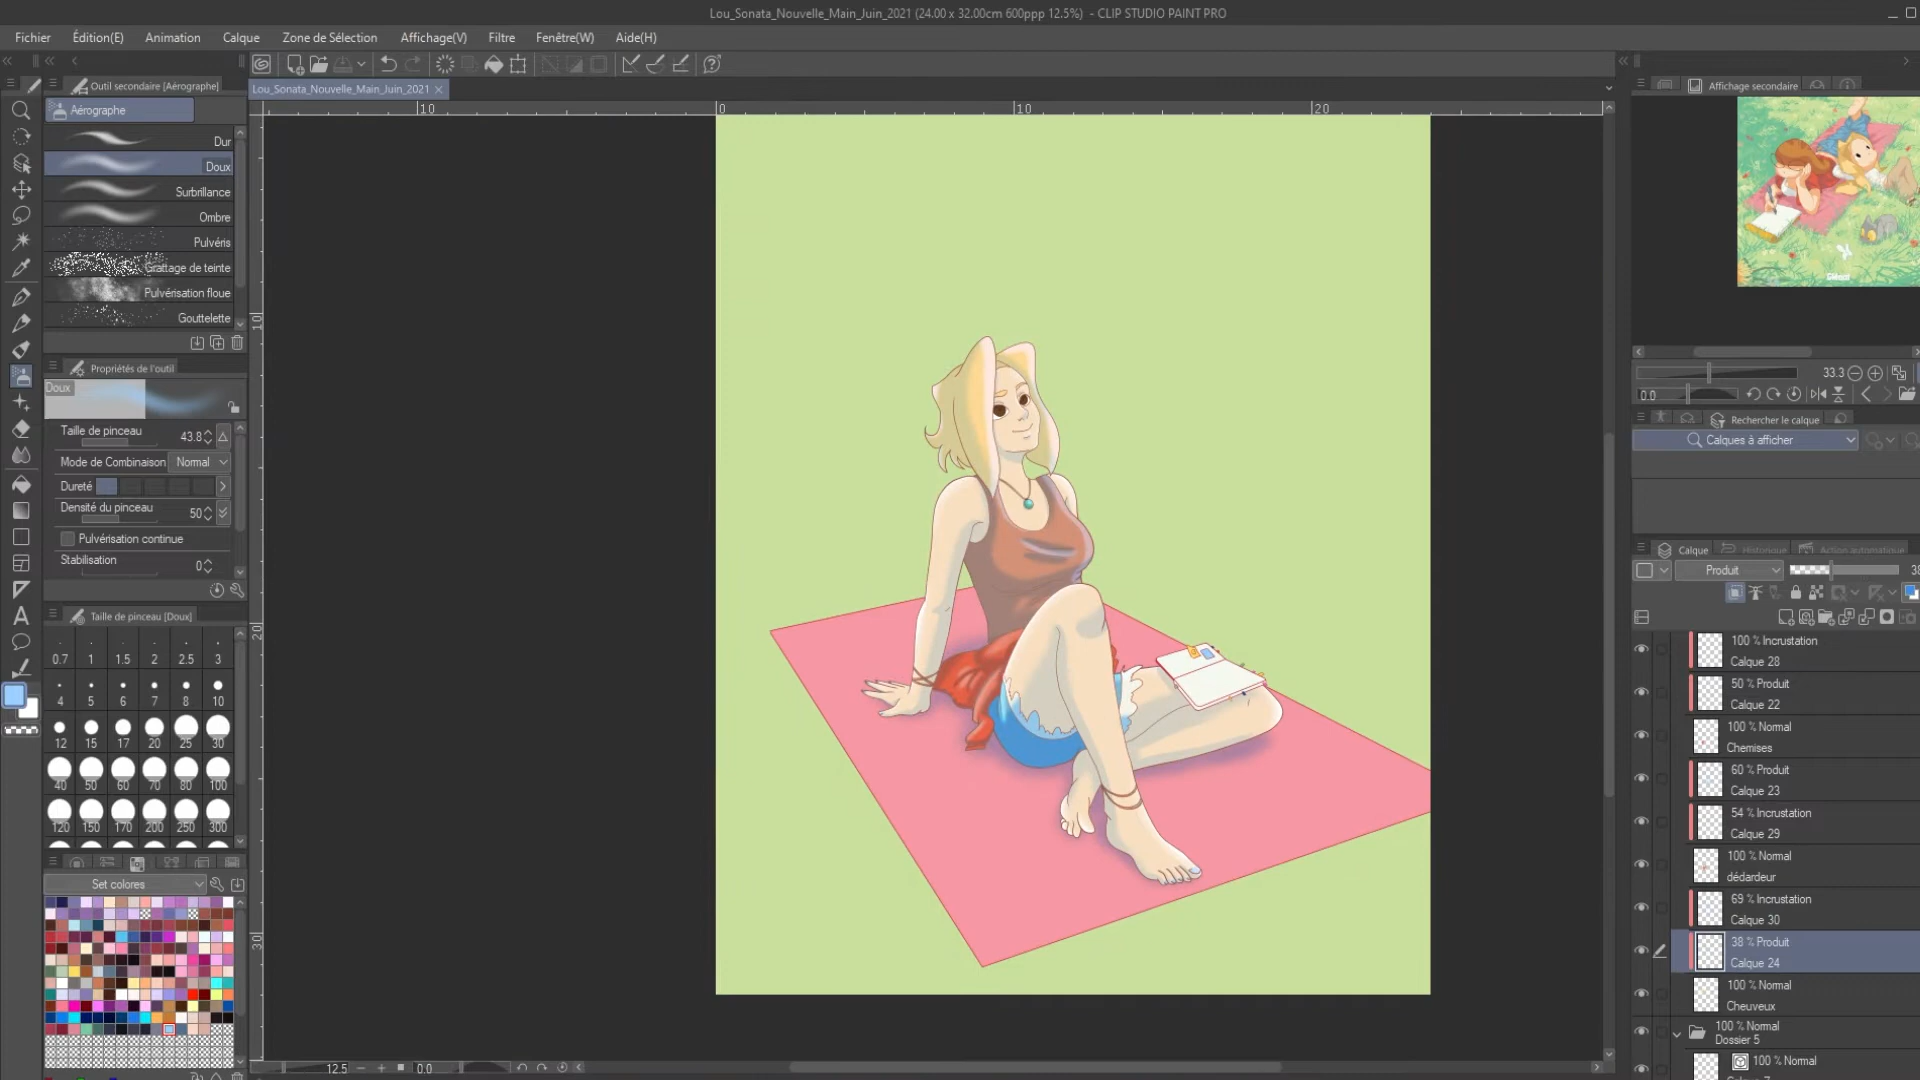 Lou_Sonata_Nouvelle_Main_Juin_2021 (24.00 x 32.00cm 600ppp 12.5%) - CLIP STUDIO PAINT PRO
Fichier Édition(E) Animation Calque Zone de Sélection Affichage(V) Filtre Fenêtre(W) Aide(H)
Outil secondaire [Aérographe]
Lou_Sonata_Nouvelle_Main_Juin_2021
Affichage secondaire
Aérographe
10 0 10 20
Dur
Doux
Surbrillance
Ombre
Pulvéris
Grattage de teinte
Pulvérisation floue
Gouttelette
10
20
30
Propriétés de l'outil
Doux
Taille de pinceau 43.8
Mode de Combinaison Normal
Dureté
Densité du pinceau 50
Pulvérisation continue
Stabilisation 0
Taille de pinceau [Doux]
0.7 1 1.5 2 2.5 3
4 5 6 7 8 10
12 15 17 20 25 30
40 50 60 70 80 100
120 150 170 200 250 300
Set colores
12.5 0.0
33.3
0.0
Rechercher le calque
Calques à afficher
Calque Historique Action automatique
Produit 38
100 % Incrustation
Calque 28
50 % Produit
Calque 22
100 % Normal
Chemises
60 % Produit
Calque 23
54 % Incrustation
Calque 29
100 % Normal
dédardeur
69 % Incrustation
Calque 30
38 % Produit
Calque 24
100 % Normal
Cheuveux
100 % Normal
Dossier 5
100 % Normal